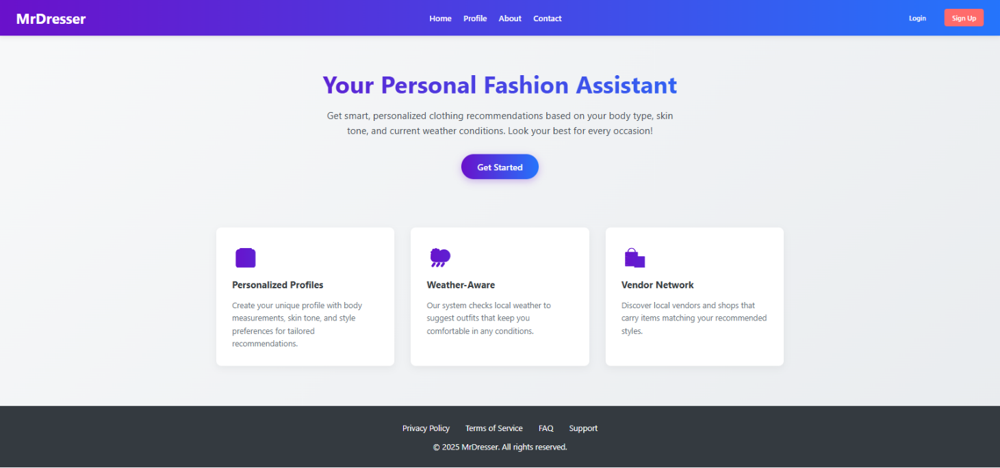 MrDresser
Home Profile About Contact
Login Sign Up
Your Personal Fashion Assistant
Get smart, personalized clothing recommendations based on your body type, skin
tone, and current weather conditions. Look your best for every occasion!
Get Started
Personalized Profiles
Create your unique profile with body
measurements, skin tone, and style
preferences for tailored
recommendations.
Weather-Aware
Our system checks local weather to
suggest outfits that keep you
comfortable in any conditions.
Vendor Network
Discover local vendors and shops that
carry items matching your recommended
styles.
Privacy Policy Terms of Service FAQ Support
© 2025 MrDresser. All rights reserved.